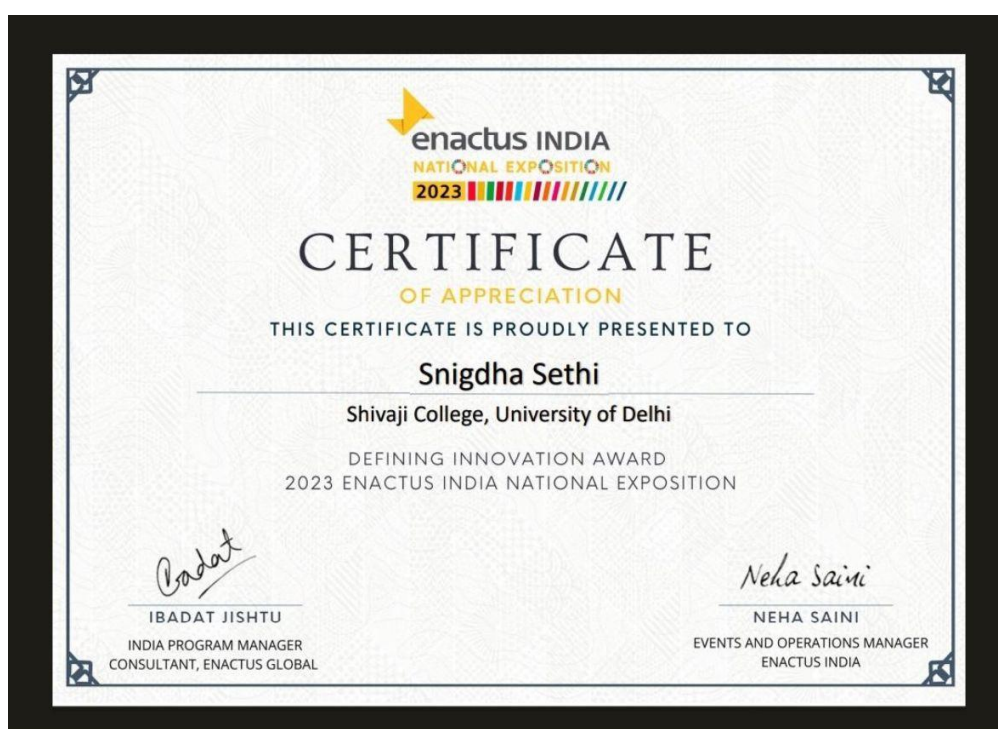 enactus INDIA
NATIONAL EXPOSITION
2023
CERTIFICATE
OF APPRECIATION
THIS CERTIFICATE IS PROUDLY PRESENTED TO
Snigdha Sethi
Shivaji College, University of Delhi
DEFINING INNOVATION AWARD
2023 ENACTUS INDIA NATIONAL EXPOSITION
Ibadat
IBADAT JISHTU
INDIA PROGRAM MANAGER
CONSULTANT, ENACTUS GLOBAL
Neha Saini
NEHA SAINI
EVENTS AND OPERATIONS MANAGER
ENACTUS INDIA